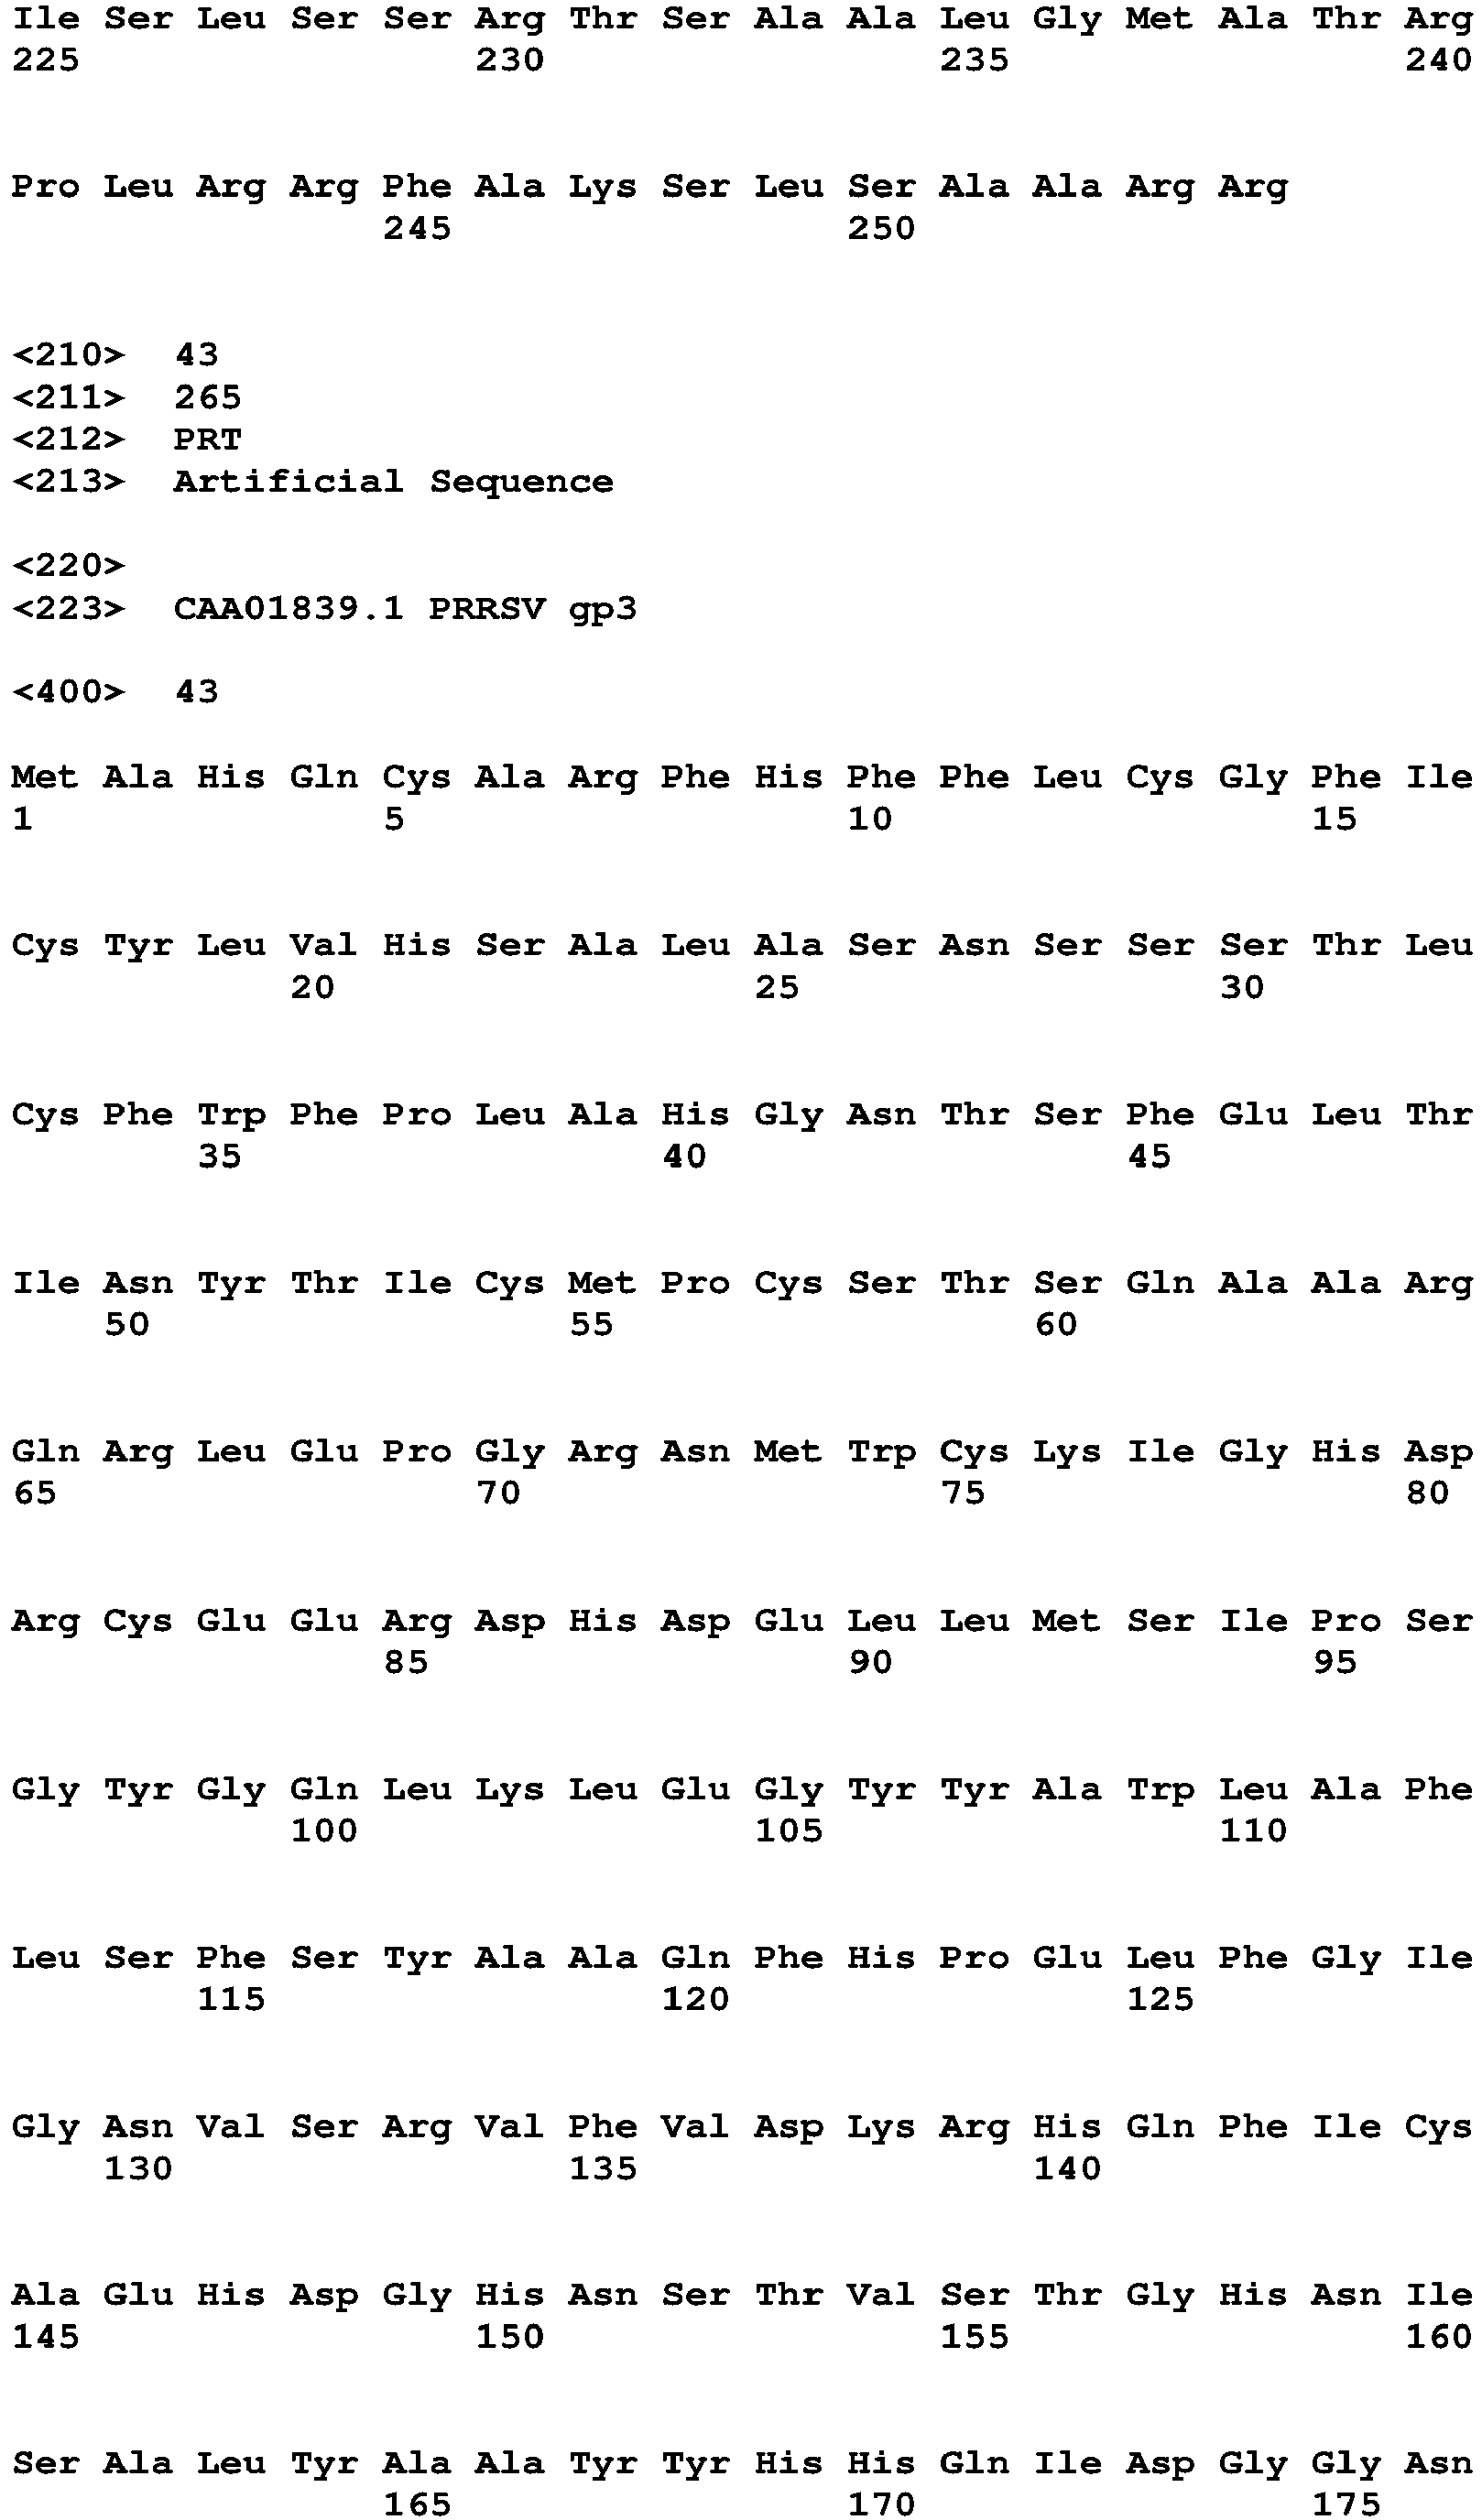 Ile Ser Leu Ser Ser Arg Thr Ser Ala Ala Leu Gly Met Ala Thr Arg
225 230 235 240
Pro Leu Arg Arg Phe Ala Lys Ser Leu Ser Ala Ala Arg Arg
245 250
<210> 43
<211> 265
<212> PRT
<213> Artificial Sequence
<220>
<223> CAA01839.1 PRRSV gp3
<400> 43
Met Ala His Gln Cys Ala Arg Phe His Phe Phe Leu Cys Gly Phe Ile
1 5 10 15
Cys Tyr Leu Val His Ser Ala Leu Ala Ser Asn Ser Ser Ser Thr Leu
20 25 30
Cys Phe Trp Phe Pro Leu Ala His Gly Asn Thr Ser Phe Glu Leu Thr
35 40 45
Ile Asn Tyr Thr Ile Cys Met Pro Cys Ser Thr Ser Gln Ala Ala Arg
50 55 60
Gln Arg Leu Glu Pro Gly Arg Asn Met Trp Cys Lys Ile Gly His Asp
65 70 75 80
Arg Cys Glu Glu Arg Asp His Asp Glu Leu Leu Met Ser Ile Pro Ser
85 90 95
Gly Tyr Gly Gln Leu Lys Leu Glu Gly Tyr Tyr Ala Trp Leu Ala Phe
100 105 110
Leu Ser Phe Ser Tyr Ala Ala Gln Phe His Pro Glu Leu Phe Gly Ile
115 120 125
Gly Asn Val Ser Arg Val Phe Val Asp Lys Arg His Gln Phe Ile Cys
130 135 140
Ala Glu His Asp Gly His Asn Ser Thr Val Ser Thr Gly His Asn Ile
145 150 155 160
Ser Ala Leu Tyr Ala Ala Tyr Tyr His His Gln Ile Asp Gly Gly Asn
165 170 175